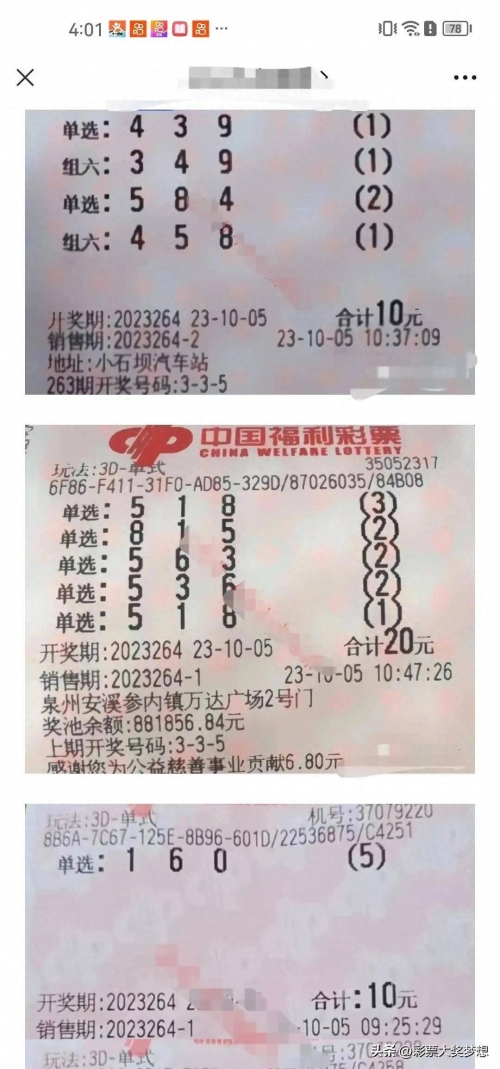 4:01
78
单选: 4 3 9 (1)
组六: 3 4 9 (1)
单选: 5 8 4 (2)
组六: 4 5 8 (1)
开奖期:2023264 23-10-05 合计10元
销售期:2023264-2 23-10-05 10:37:09
地址:小石坝汽车站
263期开奖号码:3-3-5
中国福利彩票
CHINA WELFARE LOTTERY
玩法:3D-单式 35052317
6F86-F411-31F0-AD85-329D/87026035/84B08
单选: 5 1 8 (3)
单选: 8 1 5 (2)
单选: 5 6 3 (2)
单选: 5 3 6 (2)
单选: 5 1 8 (1)
开奖期:2023264 23-10-05 合计20元
销售期:2023264-1 23-10-05 10:47:26
泉州安溪参内镇万达广场2号门
奖池余额:881856.84元
上期开奖号码:3-3-5
感谢您为公益慈善事业贡献6.80元
玩法:3D-单式 机号:37079220
8B6A-7C67-125E-8B96-601D/22536875/C4251
单选: 1 6 0 (5)
开奖期:2023264 合计:10元
销售期:2023264-1 -10-05 09:25:29
玩法:3D-单式 机号:
头条@彩票大奖梦想